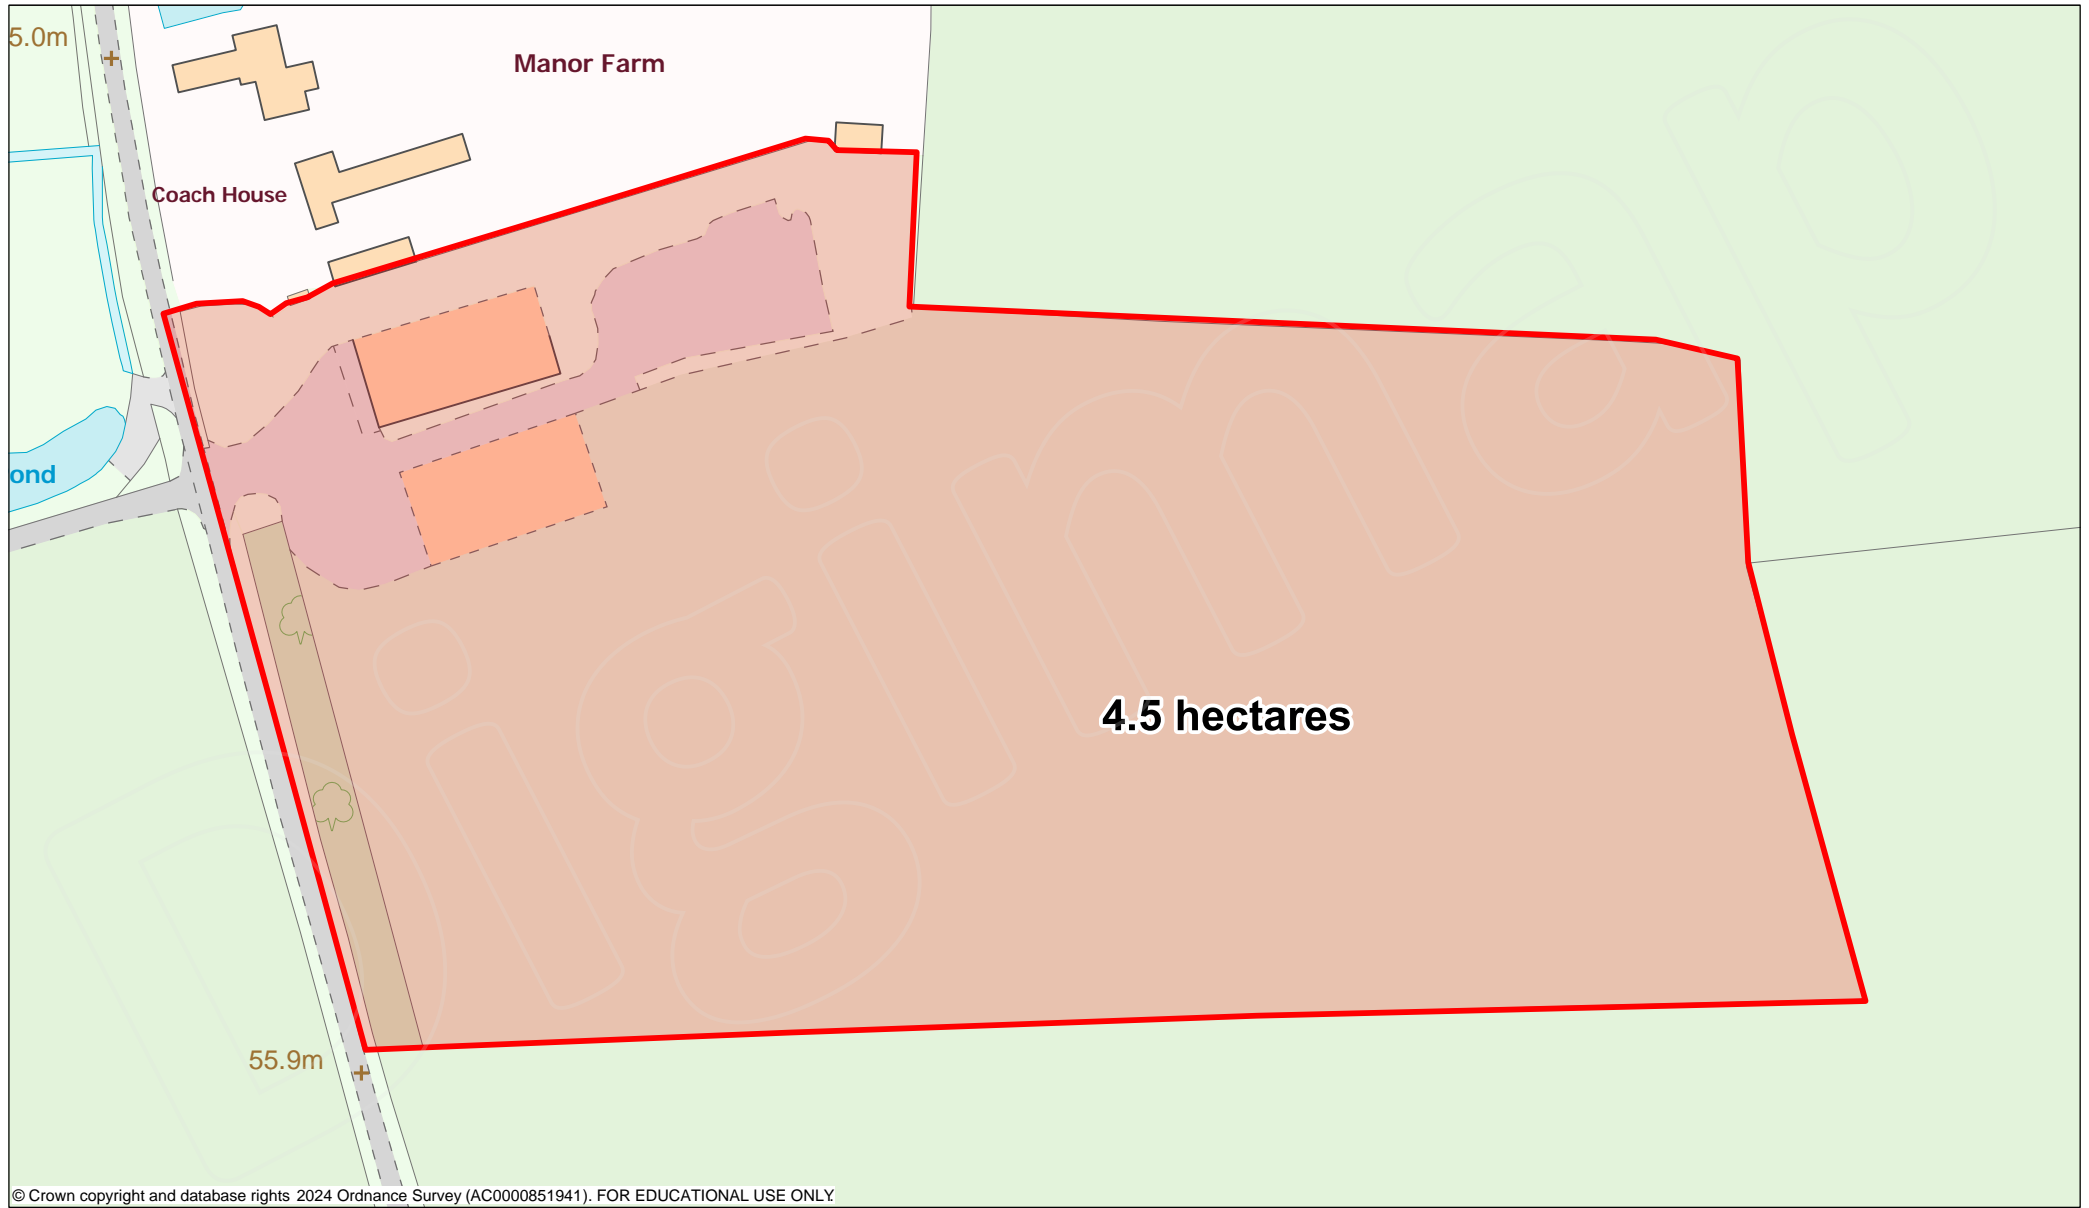 5.0m
Manor Farm
Coach House
ond
4.5 hectares
55.9m
© Crown copyright and database rights 2024 Ordnance Survey (AC0000851941). FOR EDUCATIONAL USE ONLY.
Digimap